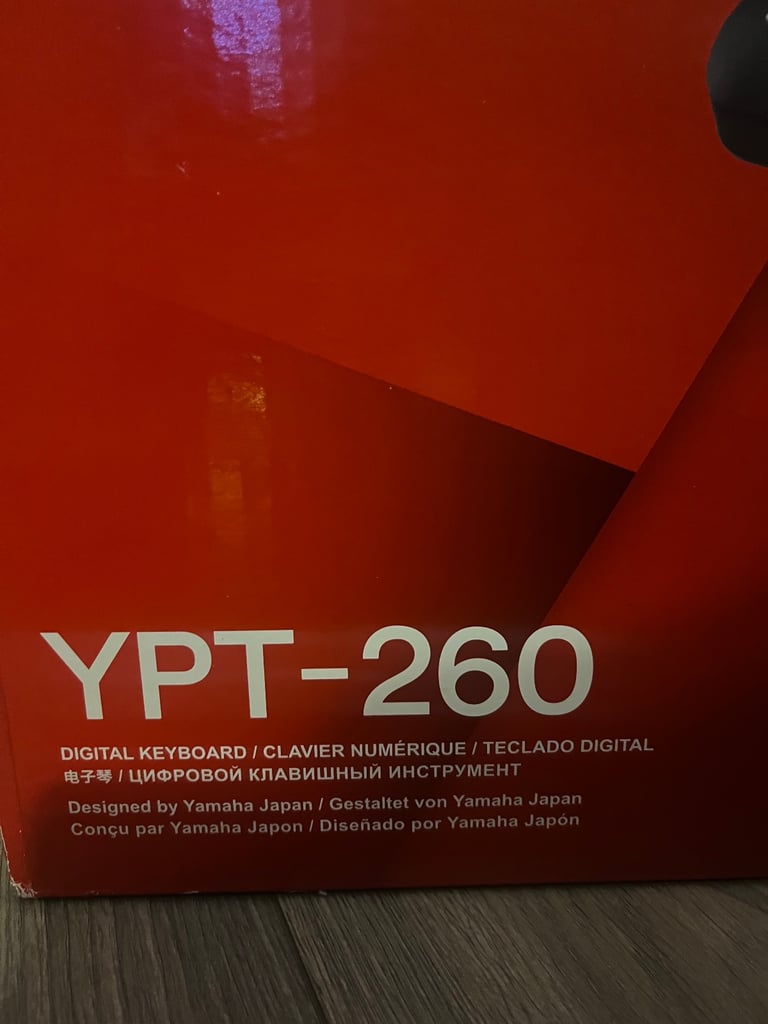 YPT-260
DIGITAL KEYBOARD / CLAVIER NUMÉRIQUE / TECLADO DIGITAL
电子琴 / ЦИФРОВОЙ КЛАВИШНЫЙ ИНСТРУМЕНТ
Designed by Yamaha Japan / Gestaltet von Yamaha Japan
Conçu par Yamaha Japon / Diseñado por Yamaha Japón